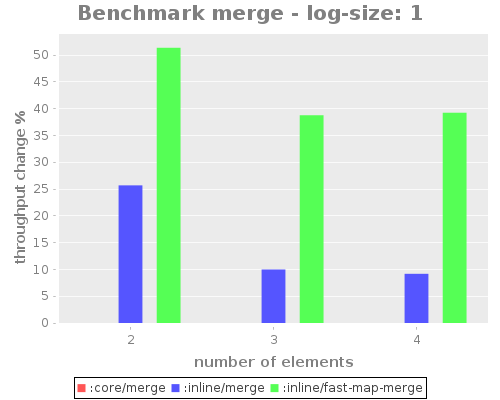 Benchmark merge - log-size: 1
throughput change %
50
45
40
35
30
25
20
15
10
5
0
2 3 4
number of elements
:core/merge :inline/merge :inline/fast-map-merge